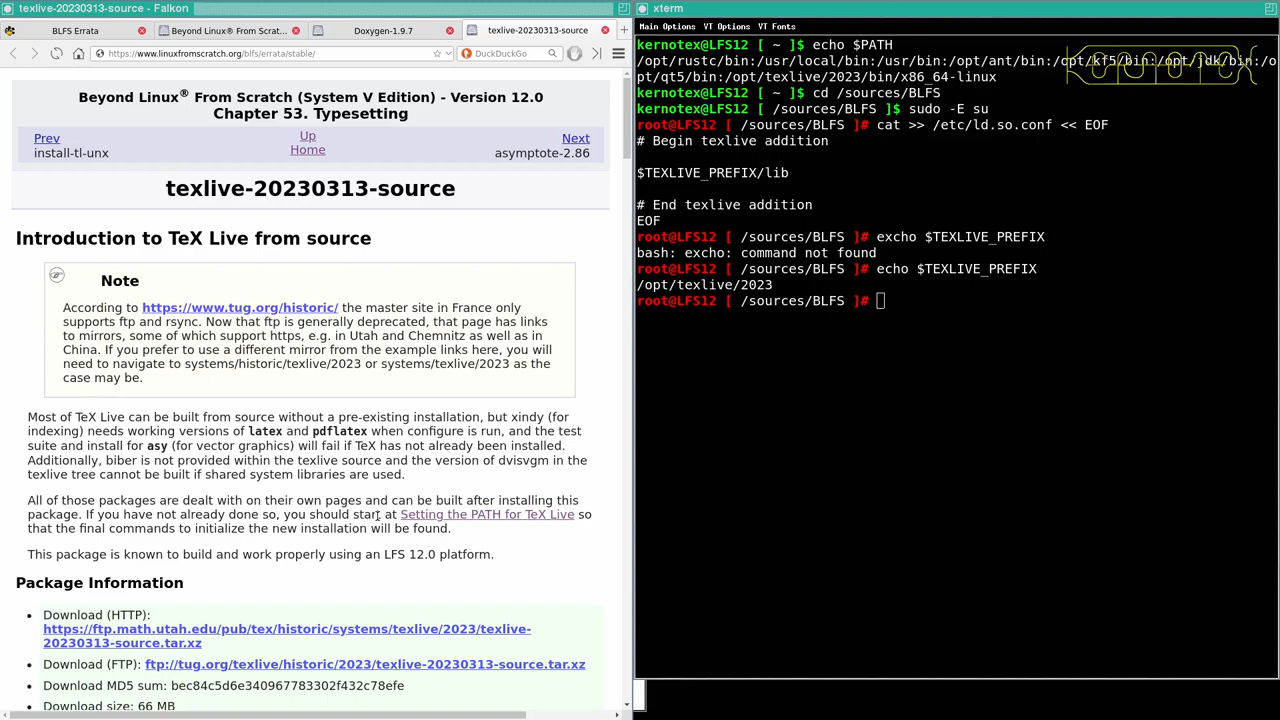 texlive-20230313-source - Falkon
BLFS Errata
Beyond Linux® From Scrat...
Doxygen-1.9.7
texlive-20230313-source
https://www.linuxfromscratch.org/blfs/errata/stable/
DuckDuckGo
Beyond Linux® From Scratch (System V Edition) - Version 12.0
Chapter 53. Typesetting
Prev
Up
Next
install-tl-unx
Home
asymptote-2.86
texlive-20230313-source
Introduction to TeX Live from source
Note
According to https://www.tug.org/historic/ the master site in France only
supports ftp and rsync. Now that ftp is generally deprecated, that page has links
to mirrors, some of which support https, e.g. in Utah and Chemnitz as well as in
China. If you prefer to use a different mirror from the example links here, you will
need to navigate to systems/historic/texlive/2023 or systems/texlive/2023 as the
case may be.
Most of TeX Live can be built from source without a pre-existing installation, but xindy (for
indexing) needs working versions of latex and pdflatex when configure is run, and the test
suite and install for asy (for vector graphics) will fail if TeX has not already been installed.
Additionally, biber is not provided within the texlive source and the version of dvisvgm in the
texlive tree cannot be built if shared system libraries are used.
All of those packages are dealt with on their own pages and can be built after installing this
package. If you have not already done so, you should start at Setting the PATH for TeX Live so
that the final commands to initialize the new installation will be found.
This package is known to build and work properly using an LFS 12.0 platform.
Package Information
• Download (HTTP):
https://ftp.math.utah.edu/pub/tex/historic/systems/texlive/2023/texlive-
20230313-source.tar.xz
• Download (FTP): ftp://tug.org/texlive/historic/2023/texlive-20230313-source.tar.xz
• Download MD5 sum: bec84c5d6e340967783302f432c78efe
• Download size: 66 MB
xterm
Main Options VT Options VT Fonts
kernotex@LFS12 [ ~ ]$ echo $PATH
/opt/rustc/bin:/usr/local/bin:/usr/bin:/opt/ant/bin:/opt/kf5/bin:/opt/jdk/bin:/o
pt/qt5/bin:/opt/texlive/2023/bin/x86_64-linux
kernotex@LFS12 [ ~ ]$ cd /sources/BLFS
kernotex@LFS12 [ /sources/BLFS ]$ sudo -E su
root@LFS12 [ /sources/BLFS ]# cat >> /etc/ld.so.conf << EOF
# Begin texlive addition
$TEXLIVE_PREFIX/lib
# End texlive addition
EOF
root@LFS12 [ /sources/BLFS ]# excho $TEXLIVE_PREFIX
bash: excho: command not found
root@LFS12 [ /sources/BLFS ]# echo $TEXLIVE_PREFIX
/opt/texlive/2023
root@LFS12 [ /sources/BLFS ]#